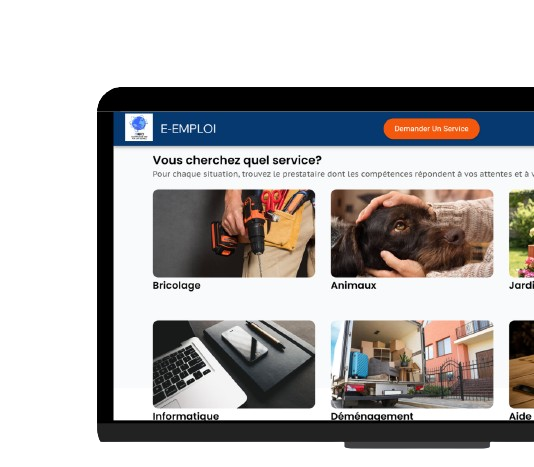 E-EMPLOI
Demander Un Service
Vous cherchez quel service?
Pour chaque situation, trouvez le prestataire dont les compétences répondent à vos attentes et à v
Bricolage
Animaux
Jardi
Informatique
Déménagement
Aide